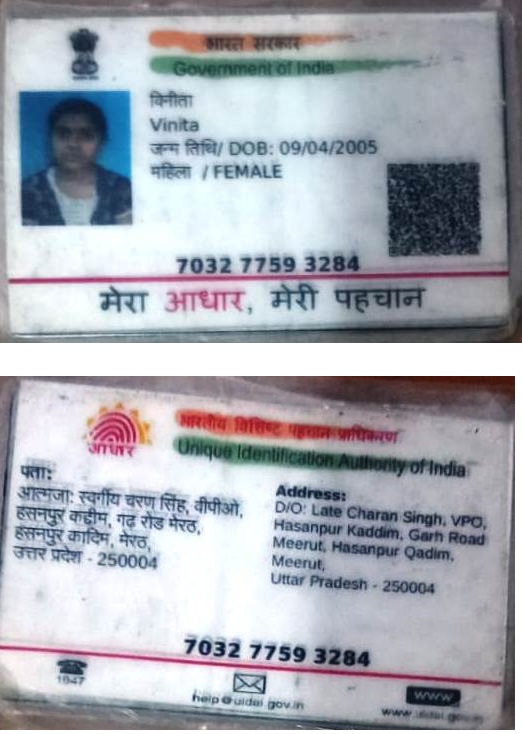 भारत सरकार
Government of India
विनीता
Vinita
जन्म तिथि/ DOB: 09/04/2005
महिला / FEMALE
7032 7759 3284
मेरा आधार, मेरी पहचान
आधार
भारतीय विशिष्ट पहचान प्राधिकरण
Unique Identification Authority of India
पता:
आत्मजा: स्वर्गीय चरण सिंह, वीपीओ,
हसनपुर कद्दीम, गढ़ रोड मेरठ,
हसनपुर कादिम, मेरठ,
उत्तर प्रदेश - 250004
Address:
D/O: Late Charan Singh, VPO,
Hasanpur Kaddim, Garh Road
Meerut, Hasanpur Qadim,
Meerut,
Uttar Pradesh - 250004
7032 7759 3284
1947
help@uidai.gov.in
www
www.uidai.gov.in